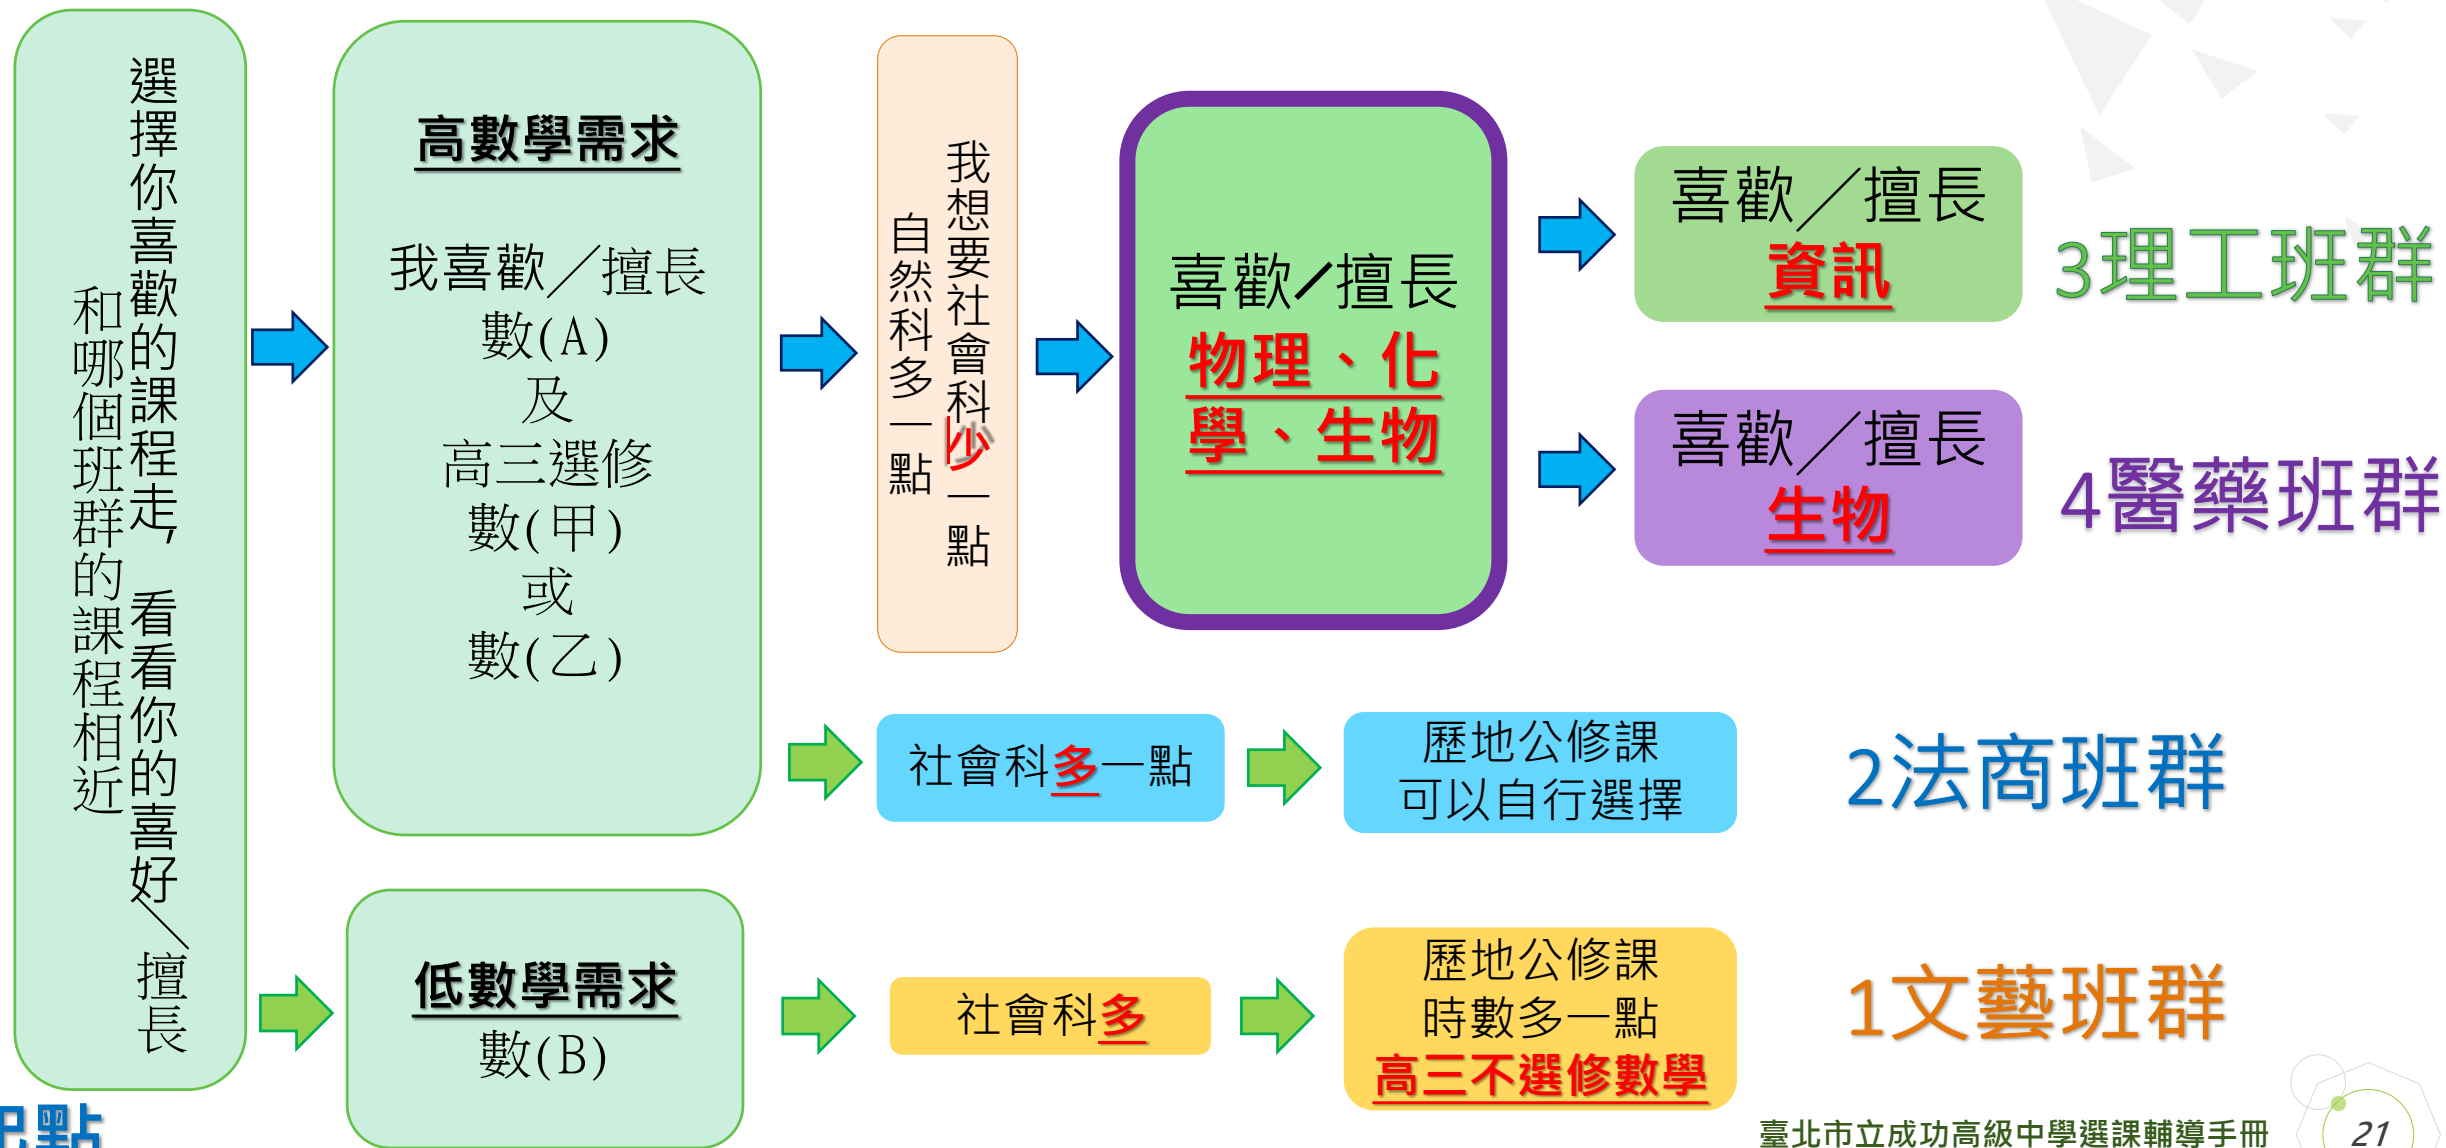 選擇你喜歡的課程走，看看你的喜好／擅長
和哪個班群的課程相近
高數學需求
我喜歡／擅長
數(A)
及
高三選修
數(甲)
或
數(乙)
我想要社會科少一點
自然科多一點
喜歡/擅長
物理、化
學、生物
喜歡／擅長
資訊
3理工班群
喜歡／擅長
生物
4醫藥班群
社會科多一點
歷地公修課
可以自行選擇
2法商班群
低數學需求
數(B)
社會科多
歷地公修課
時數多一點
高三不選修數學
1文藝班群
起點
臺北市立成功高級中學選課輔導手冊
21